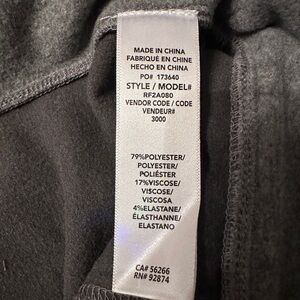 MADE IN CHINA
FABRIQUÉ EN CHINE
HECHO EN CHINA
PO# 173640
STYLE / MODEL#
RF2A080
VENDOR CODE / CODE
VENDEUR#
3000
79%POLYESTER/
POLYESTER/
POLIÉSTER
17%VISCOSE/
VISCOSE/
VISCOSA
4%ELASTANE/
ÉLASTHANNE/
ELASTANO
CA# 56266
RN# 92874